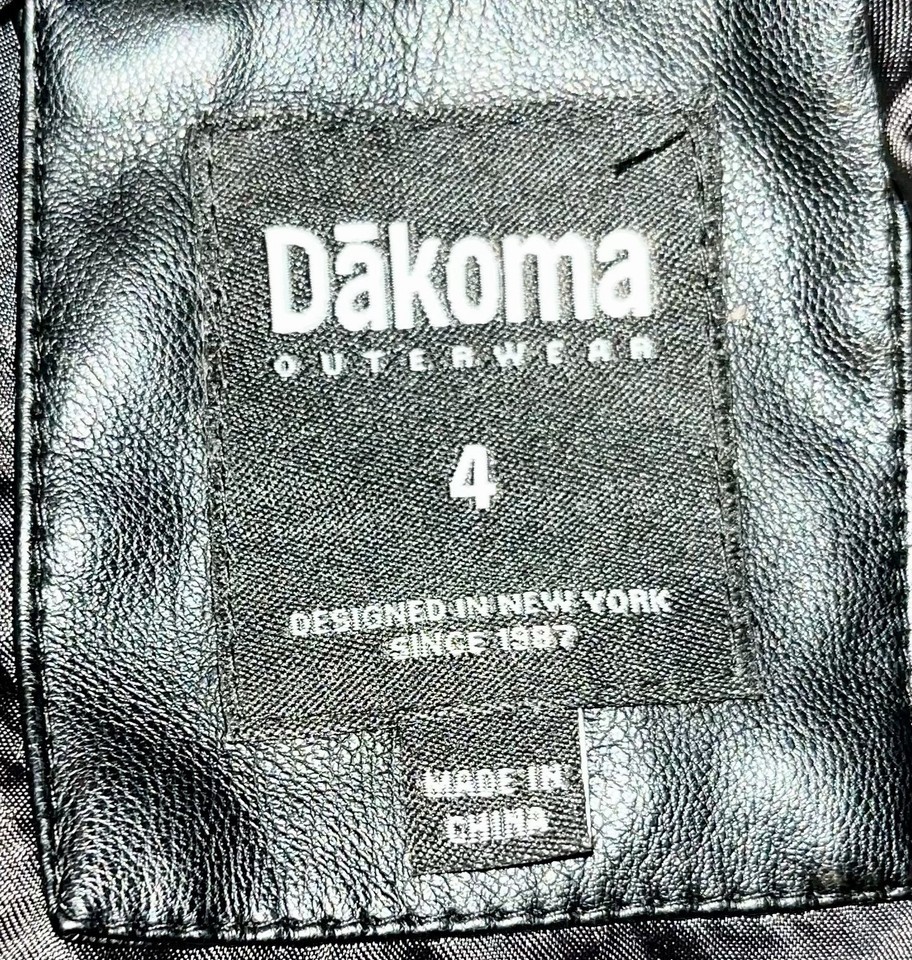 Dākoma
OUTERWEAR
4
DESIGNED IN NEW YORK
SINCE 1987
MADE IN
CHINA